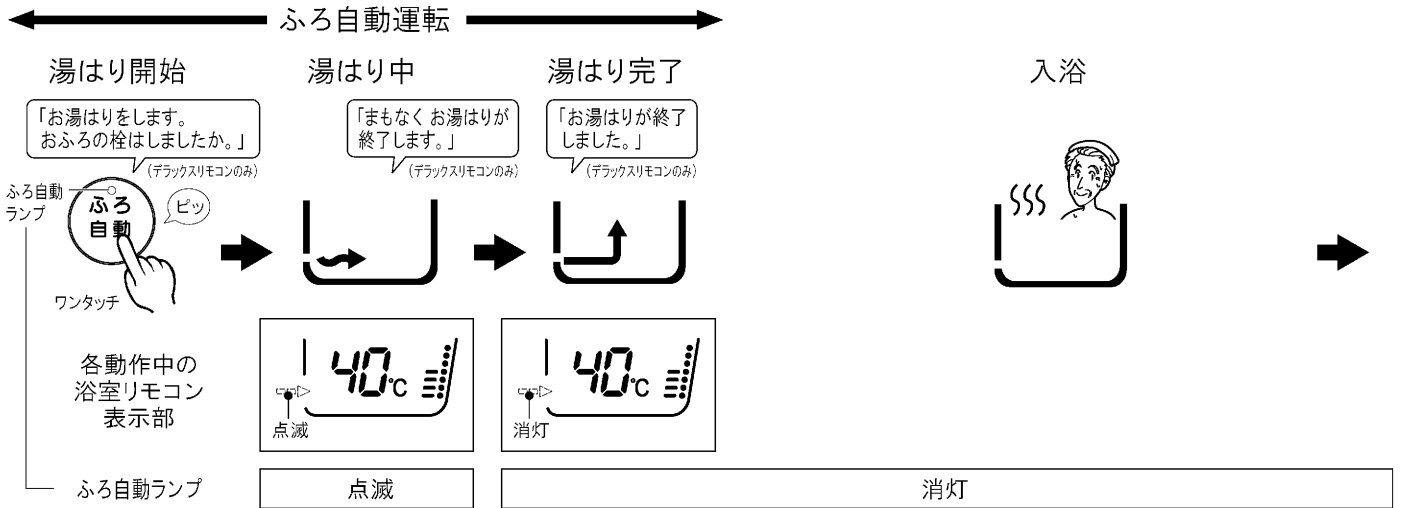 ふろ自動運転
湯はり開始
湯はり中
湯はり完了
入浴
「お湯はりをします。
おふろの栓はしましたか。」
(デラックスリモコンのみ)
「まもなく お湯はりが
終了します。」
(デラックスリモコンのみ)
「お湯はりが終了
しました。」
(デラックスリモコンのみ)
ふろ自動
ランプ
ふろ
自動
ピッ
ワンタッチ
各動作中の
浴室リモコン
表示部
40℃
点滅
40℃
消灯
ふろ自動ランプ
点滅
消灯